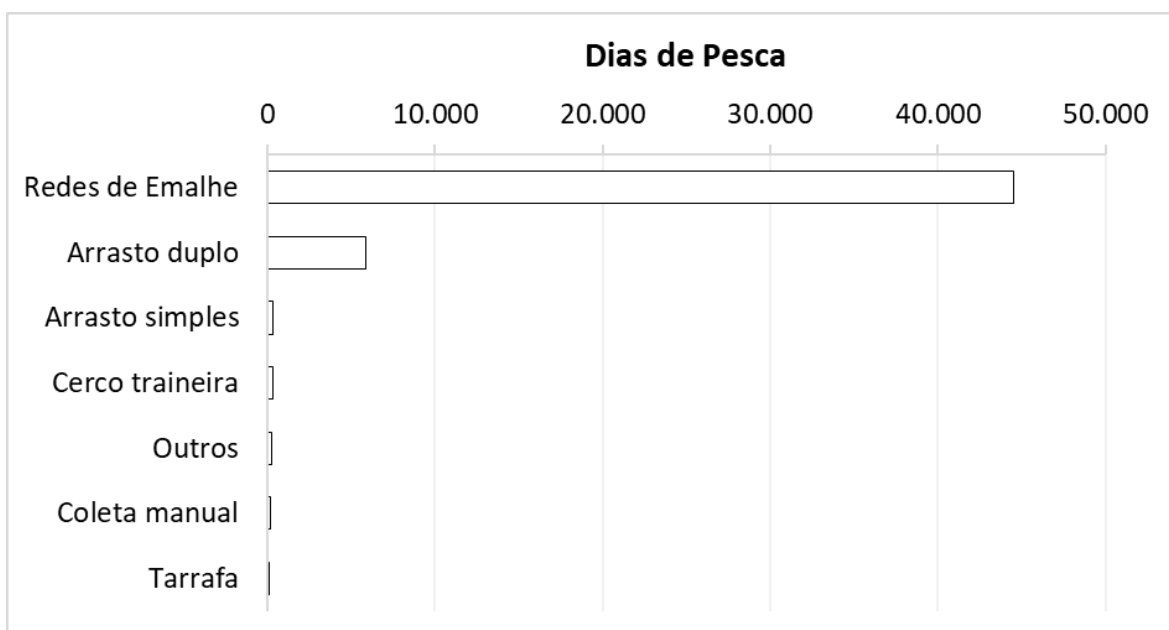 Dias de Pesca
0 10.000 20.000 30.000 40.000 50.000
Redes de Emalhe
Arrasto duplo
Arrasto simples
Cerco traineira
Outros
Coleta manual
Tarrafa